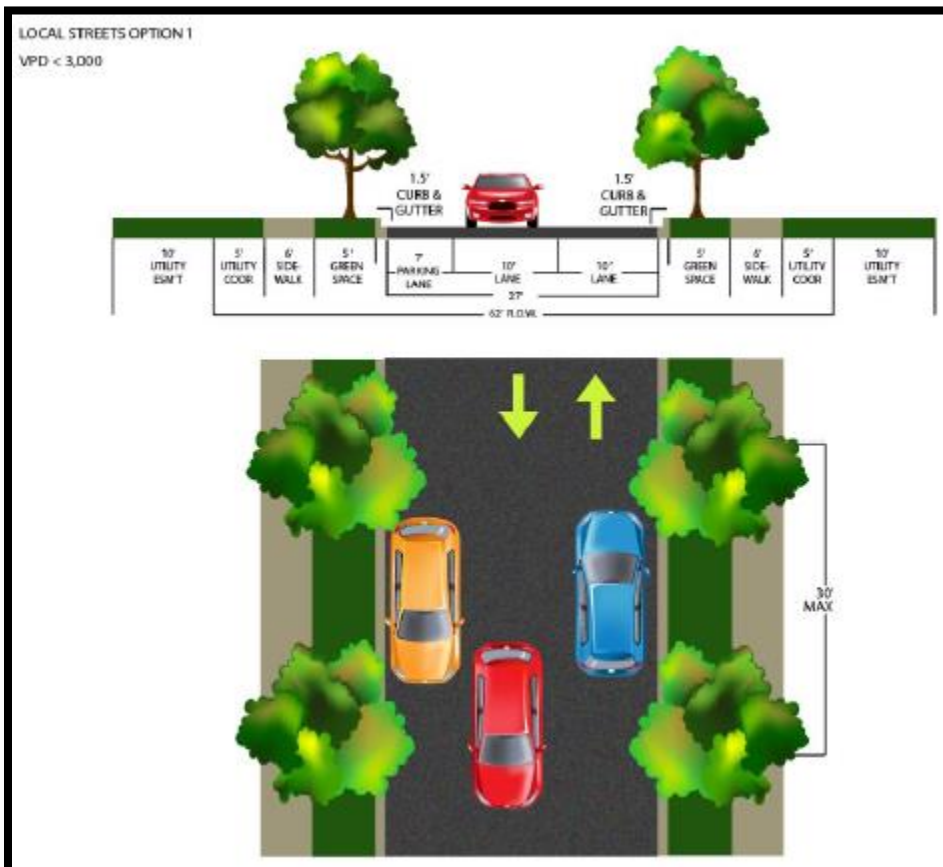 LOCAL STREETS OPTION 1
VPD < 3,000
1.5'
CURB &
GUTTER
1.5'
CURB &
GUTTER
10'
UTILITY
ESM'T
5'
UTILITY
COOR
6'
SIDE-
WALK
5'
GREEN
SPACE
7'
PARKING
LANE
10'
LANE
10'
LANE
5'
GREEN
SPACE
6'
SIDE-
WALK
5'
UTILITY
COOR
10'
UTILITY
ESM'T
27'
62' R.O.W.
30'
MAX